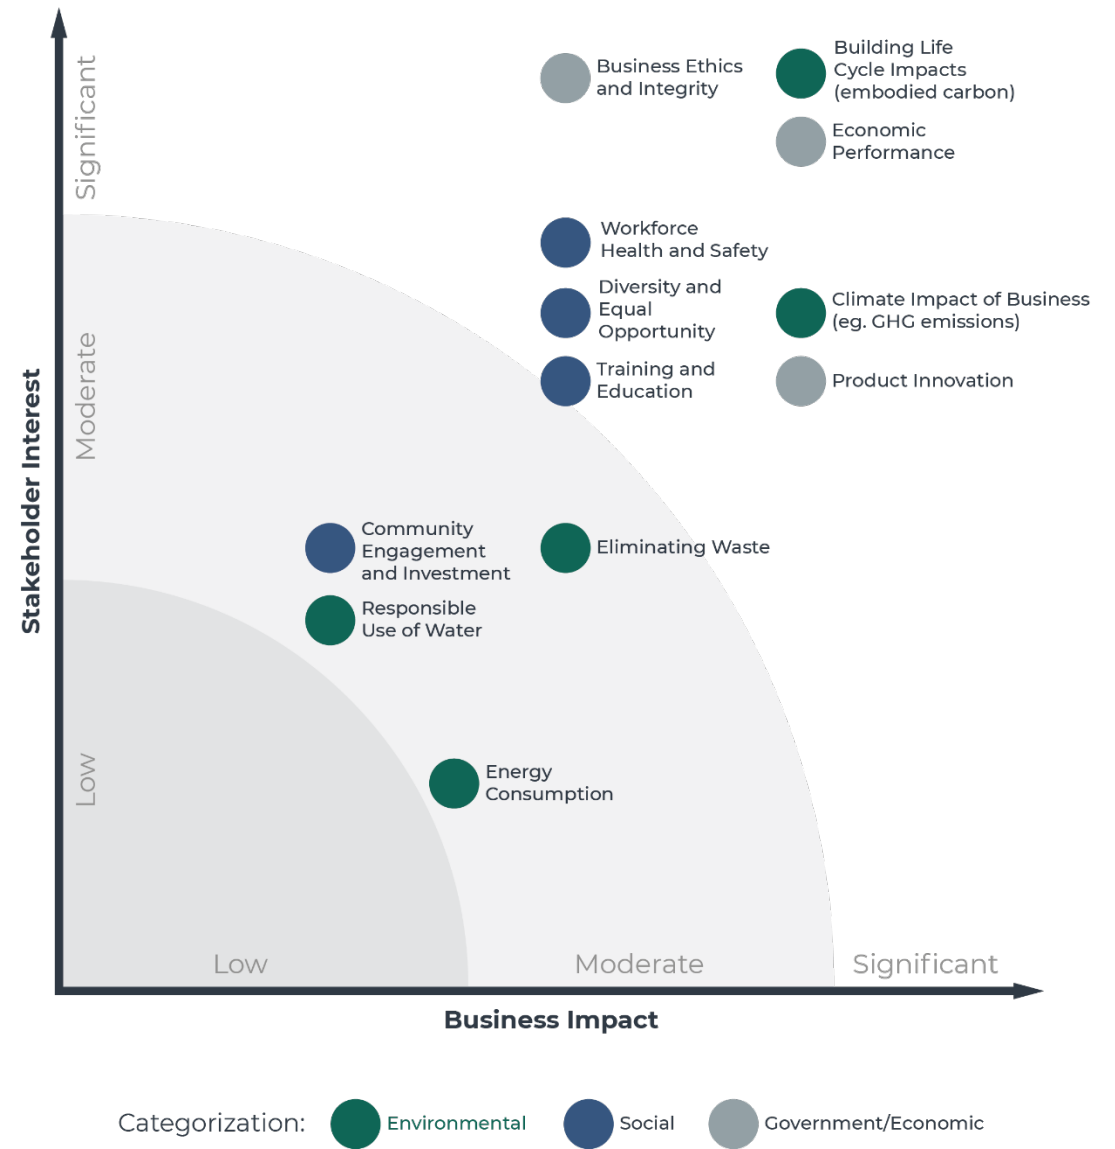 Stakeholder Interest
Significant
Moderate
Low
Business Ethics
and Integrity
Building Life
Cycle Impacts
(embodied carbon)
Economic
Performance
Workforce
Health and Safety
Diversity and
Equal
Opportunity
Climate Impact of Business
(eg. GHG emissions)
Training and
Education
Product Innovation
Community
Engagement
and Investment
Eliminating Waste
Responsible
Use of Water
Energy
Consumption
Low
Moderate
Significant
Business Impact
Categorization:
Environmental
Social
Government/Economic